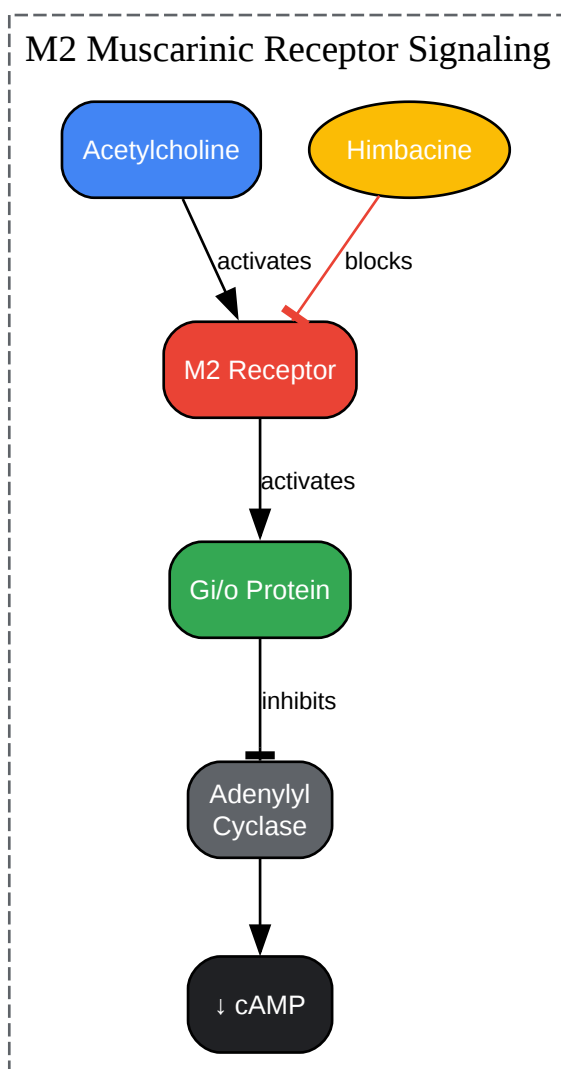 M2 Muscarinic Receptor Signaling
Acetylcholine
Himbacine
activates
blocks
M2 Receptor
activates
Gi/o Protein
inhibits
Adenylyl
Cyclase
↓ cAMP